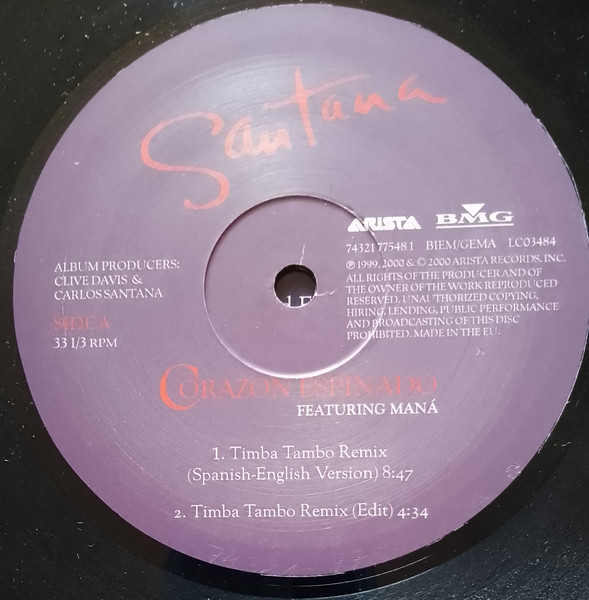 Santana
ARISTA BMG
74321 77548 1 BIEM/GEMA LC03484
℗ 1999, 2000 & © 2000 ARISTA RECORDS, INC.
ALL RIGHTS OF THE PRODUCER AND OF
THE OWNER OF THE WORK REPRODUCED
RESERVED. UNAUTHORIZED COPYING,
HIRING, LENDING, PUBLIC PERFORMANCE
AND BROADCASTING OF THIS DISC
PROHIBITED. MADE IN THE EU.
ALBUM PRODUCERS:
CLIVE DAVIS &
CARLOS SANTANA
SIDE A
33 1/3 RPM
CORAZON ESPINADO
FEATURING MANÁ
1. Timba Tambo Remix
(Spanish-English Version) 8:47
2. Timba Tambo Remix (Edit) 4:34